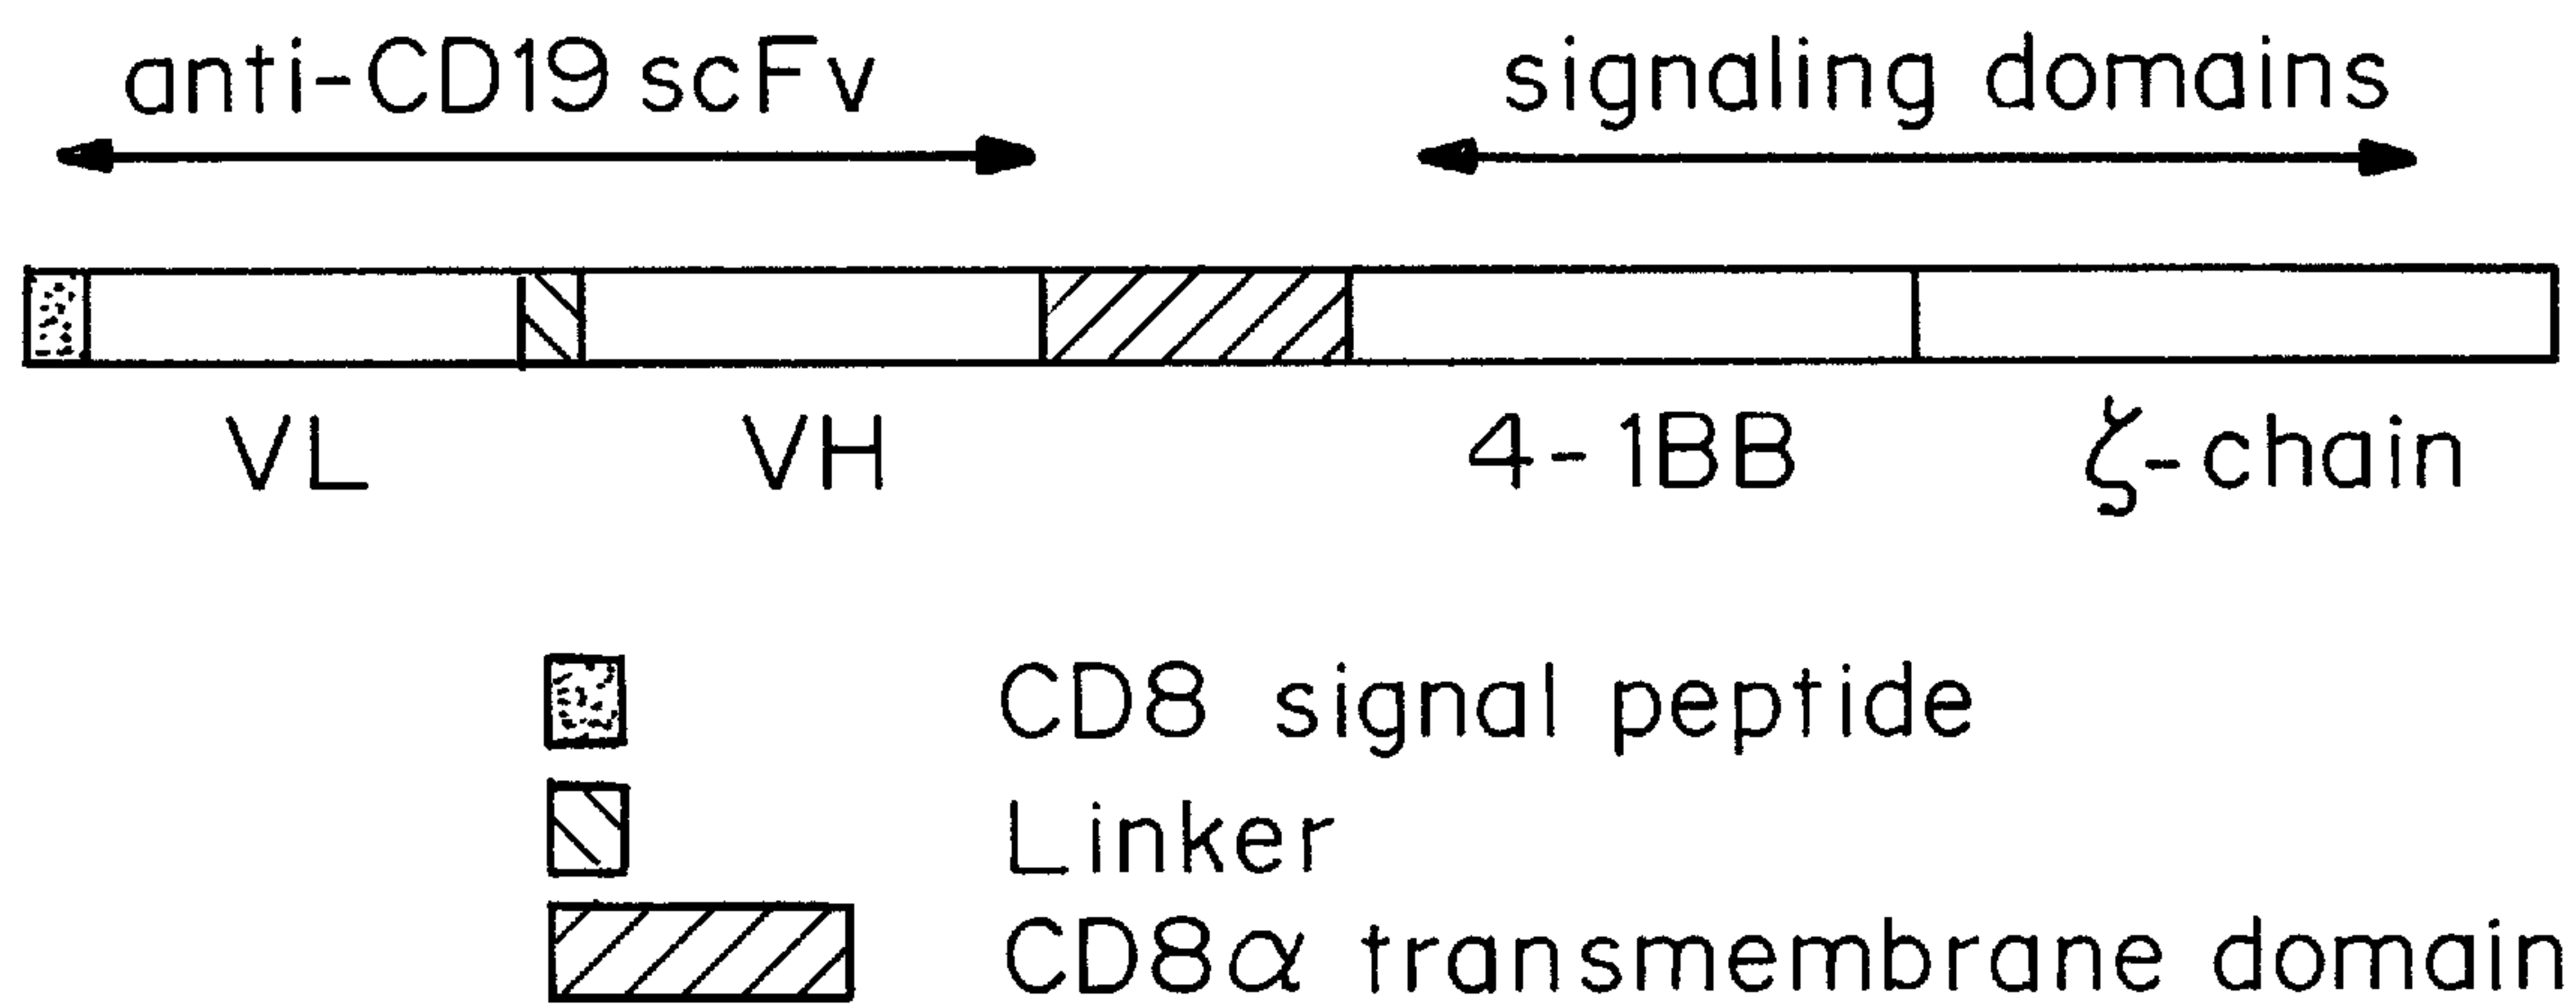 anti-CD19 scFv signaling domains
VL VH 4-1BB ζ-chain
CD8 signal peptide
Linker
CD8α transmembrane domain